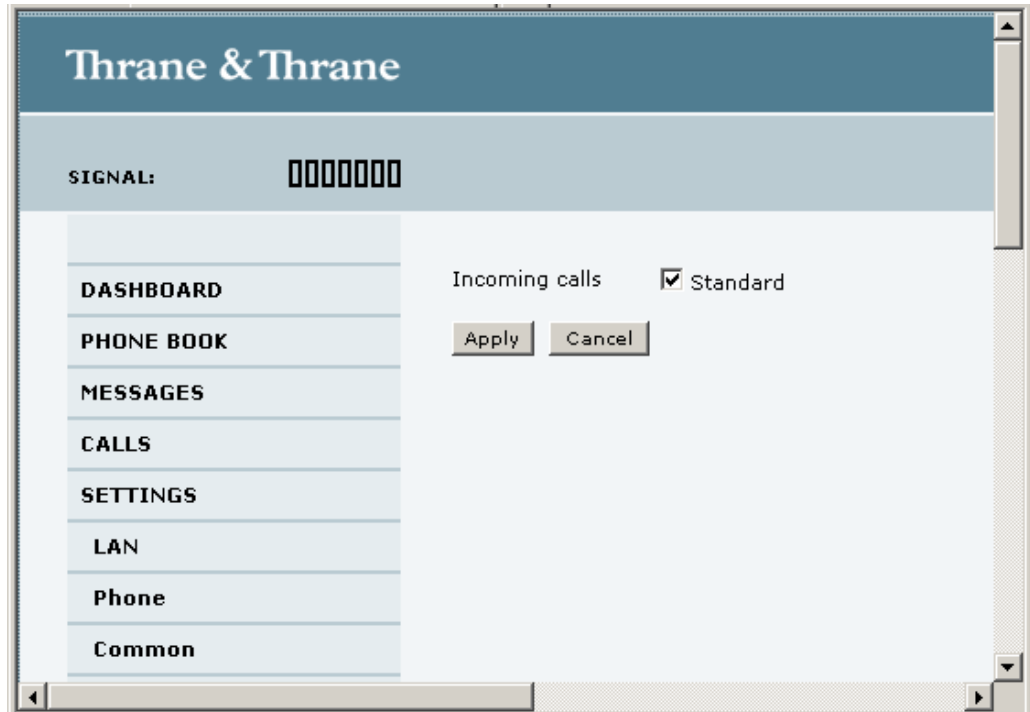 Thrane & Thrane
SIGNAL:
DASHBOARD
Incoming calls Standard
PHONE BOOK
Apply Cancel
MESSAGES
CALLS
SETTINGS
LAN
Phone
Common